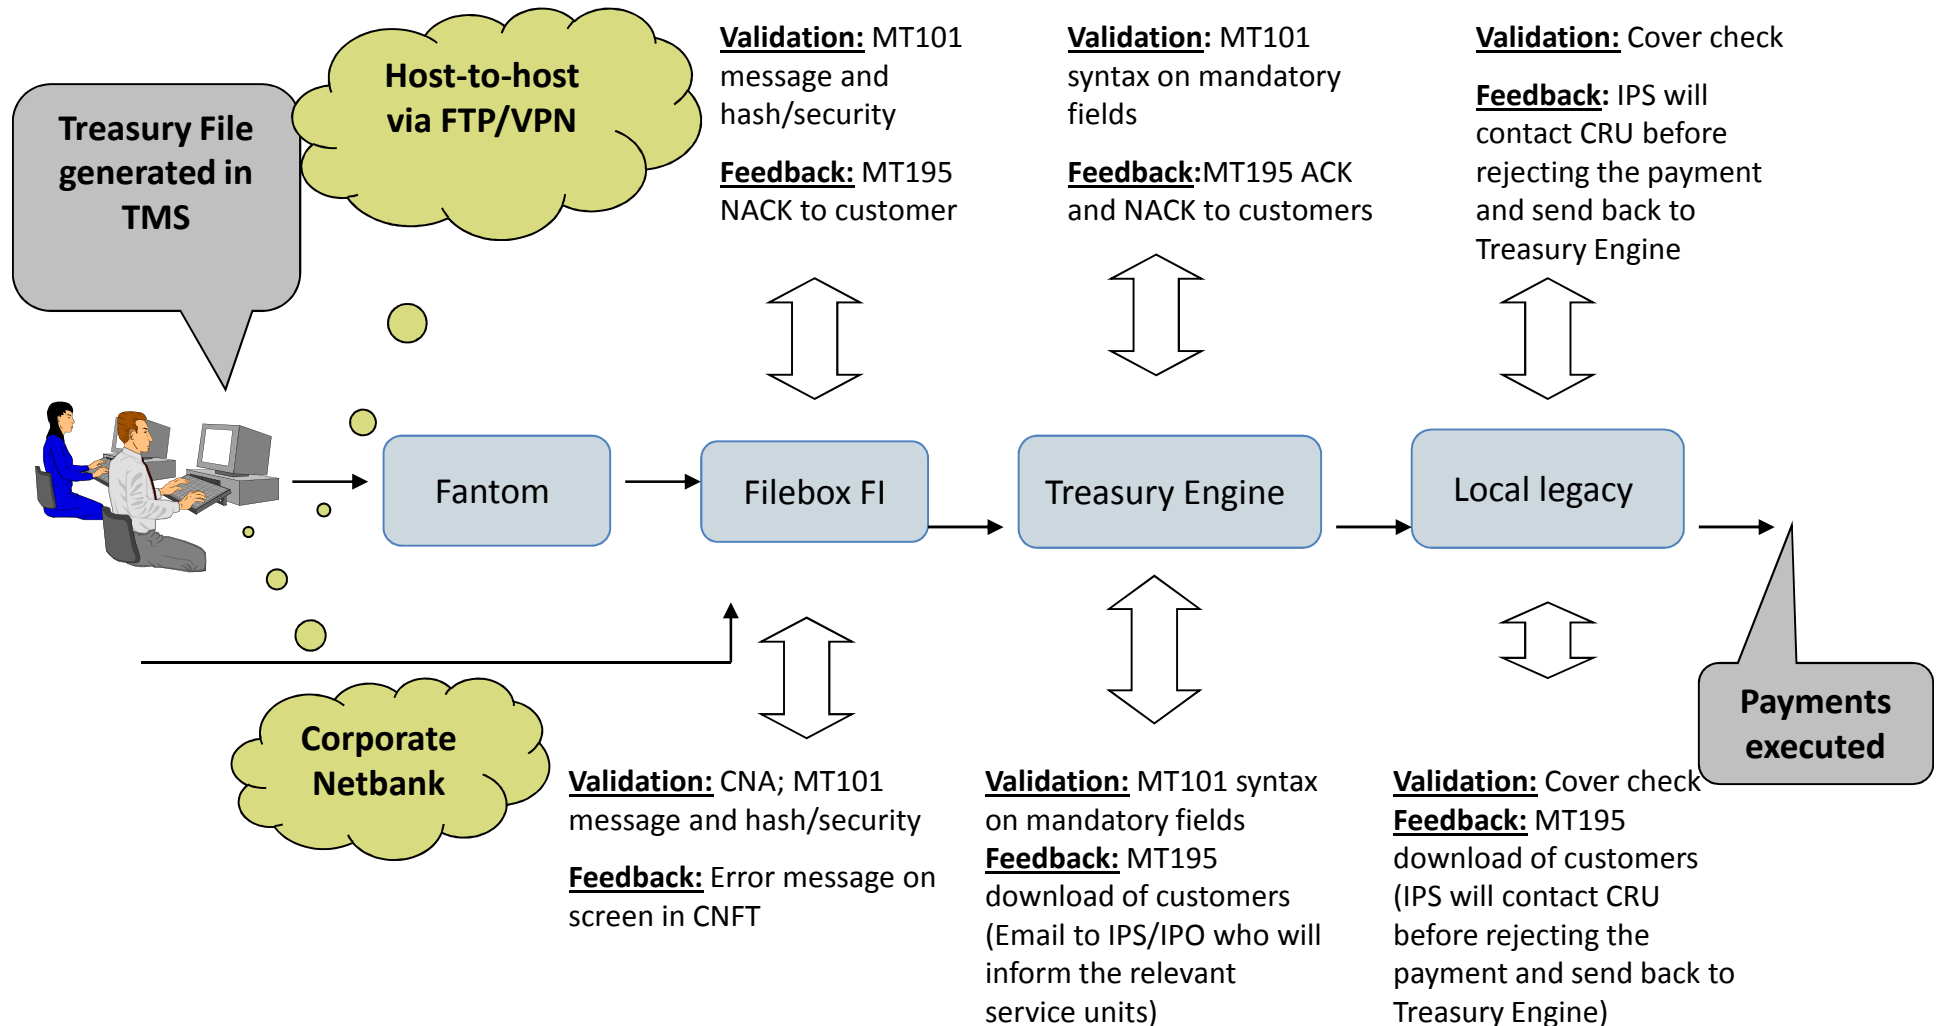 Treasury File
generated in
TMS
Host-to-host
via FTP/VPN
Validation: MT101
message and
hash/security
Feedback: MT195
NACK to customer
Validation: MT101
syntax on mandatory
fields
Feedback:MT195 ACK
and NACK to customers
Validation: Cover check
Feedback: IPS will
contact CRU before
rejecting the payment
and send back to
Treasury Engine
Fantom
Filebox FI
Treasury Engine
Local legacy
Payments
executed
Corporate
Netbank
Validation: CNA; MT101
message and hash/security
Feedback: Error message on
screen in CNFT
Validation: MT101 syntax
on mandatory fields
Feedback: MT195
download of customers
(Email to IPS/IPO who will
inform the relevant
service units)
Validation: Cover check
Feedback: MT195
download of customers
(IPS will contact CRU
before rejecting the
payment and send back to
Treasury Engine)